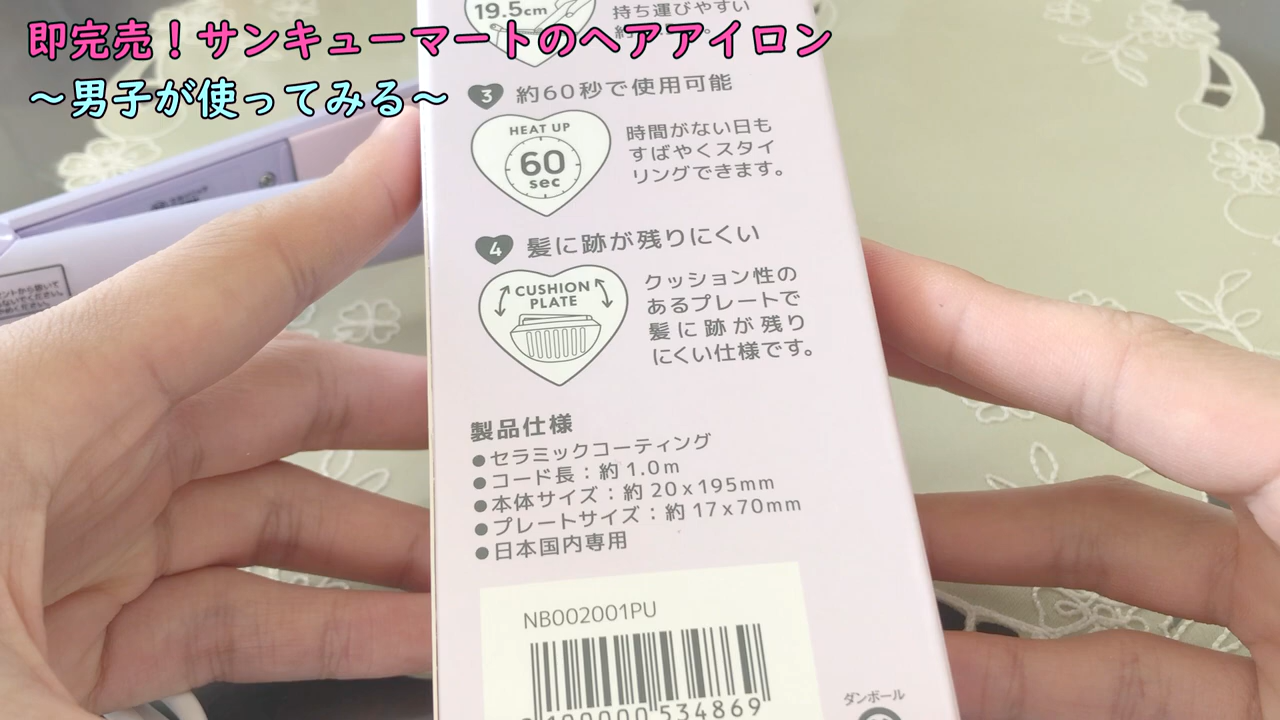 即完売！サンキューマートのヘアアイロン
～男子が使ってみる～
19.5cm
持ち運びやすい
3 約60秒で使用可能
HEAT UP
60
sec
時間がない日も
すばやくスタイ
リングできます。
4 髪に跡が残りにくい
CUSHION
PLATE
クッション性の
あるプレートで
髪に跡が残り
にくい仕様です。
製品仕様
●セラミックコーティング
●コード長：約1.0m
●本体サイズ：約20x195mm
●プレートサイズ：約17x70mm
●日本国内専用
NB002001PU
534869
ダンボール